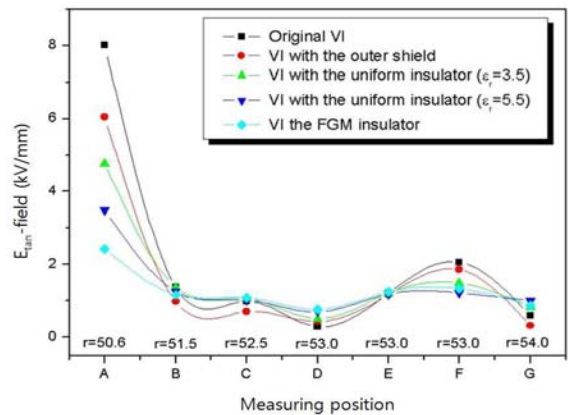 Original VI
VI with the outer shield
VI with the uniform insulator (εr=3.5)
VI with the uniform insulator (εr=5.5)
VI the FGM insulator
Etan-field (kV/mm)
8
6
4
2
0
r=50.6 r=51.5 r=52.5 r=53.0 r=53.0 r=53.0 r=54.0
A B C D E F G
Measuring position